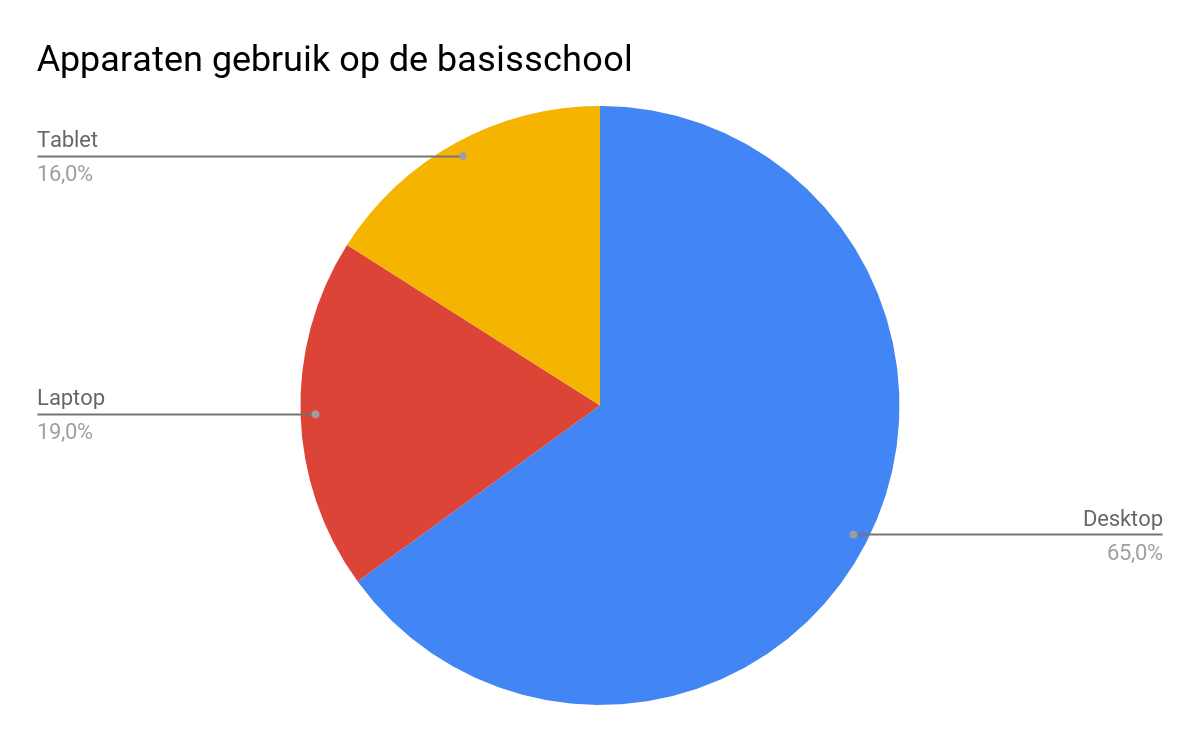 Apparaten gebruik op de basisschool
Tablet
16,0%
Laptop
19,0%
Desktop
65,0%